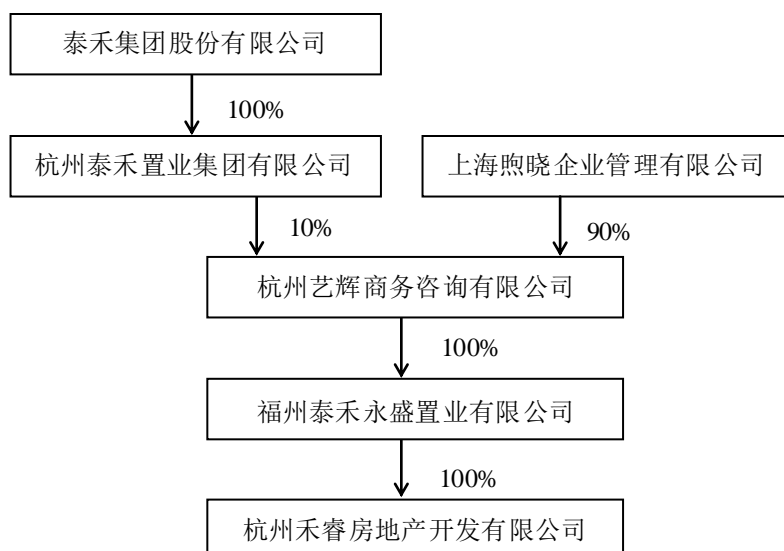 泰禾集团股份有限公司
100%
杭州泰禾置业集团有限公司
上海煦晓企业管理有限公司
10%
90%
杭州艺辉商务咨询有限公司
100%
福州泰禾永盛置业有限公司
100%
杭州禾睿房地产开发有限公司